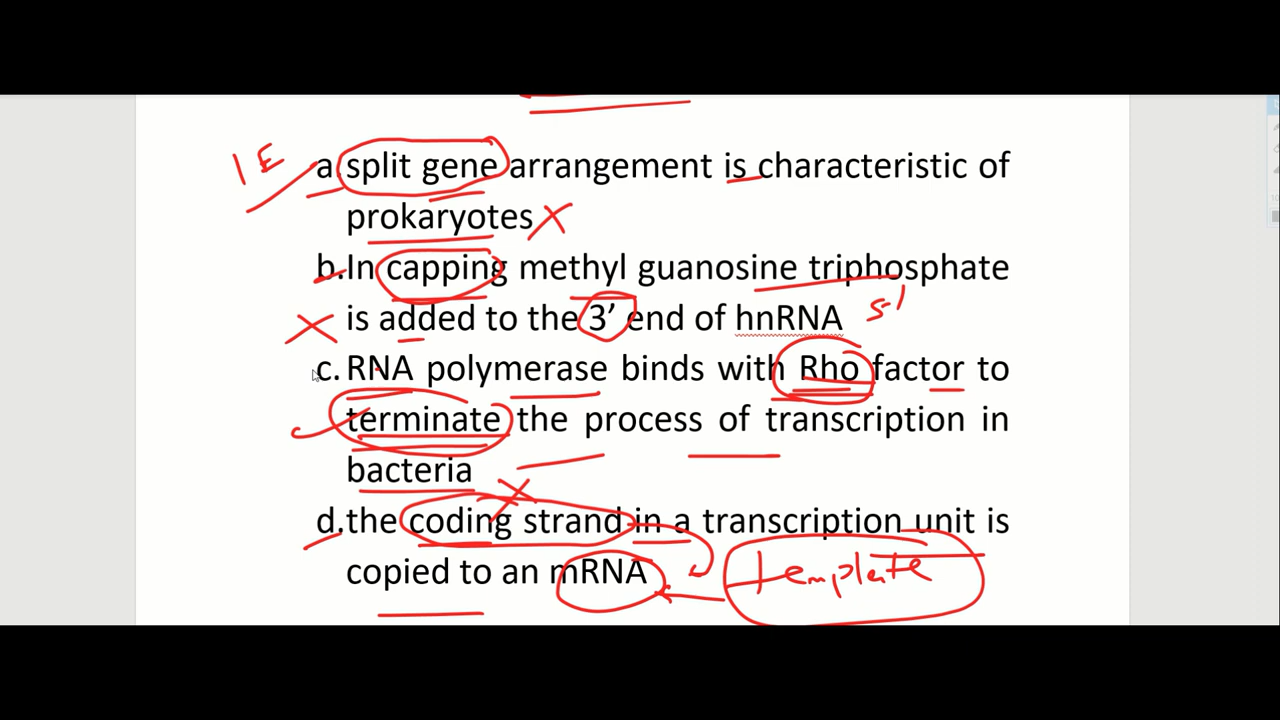 1E
a.split gene arrangement is characteristic of
prokaryotes
b.In capping methyl guanosine triphosphate
is added to the 3’ end of hnRNA 5-1
c. RNA polymerase binds with Rho factor to
terminate the process of transcription in
bacteria
d.the coding strand in a transcription unit is
copied to an mRNA template